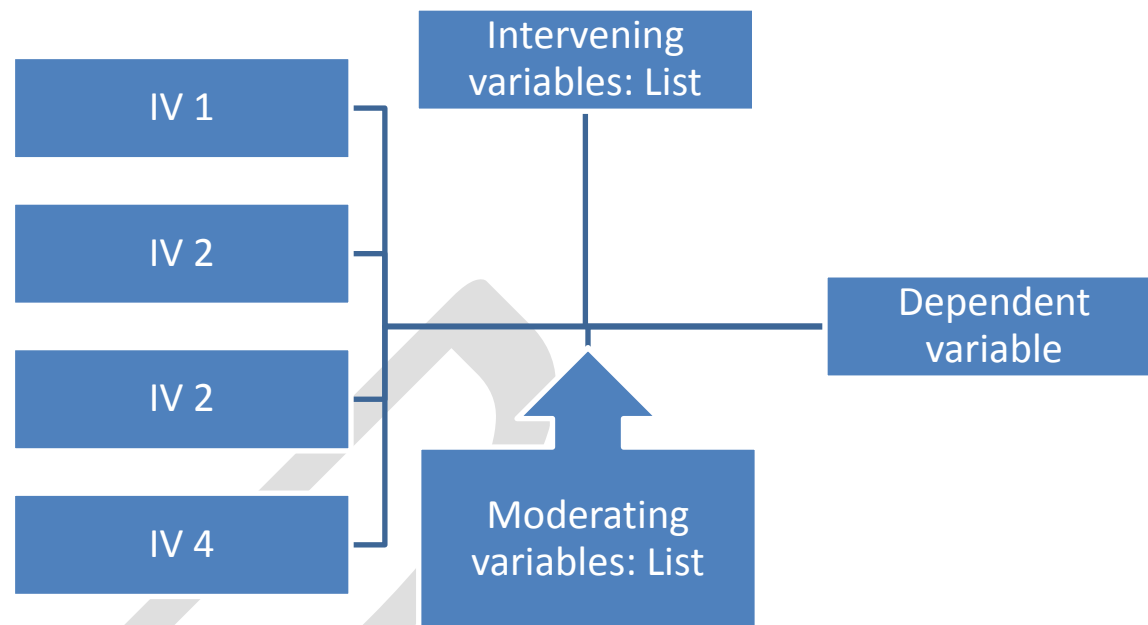 Intervening
variables: List
IV 1
IV 2
IV 2
IV 4
Dependent
variable
Moderating
variables: List